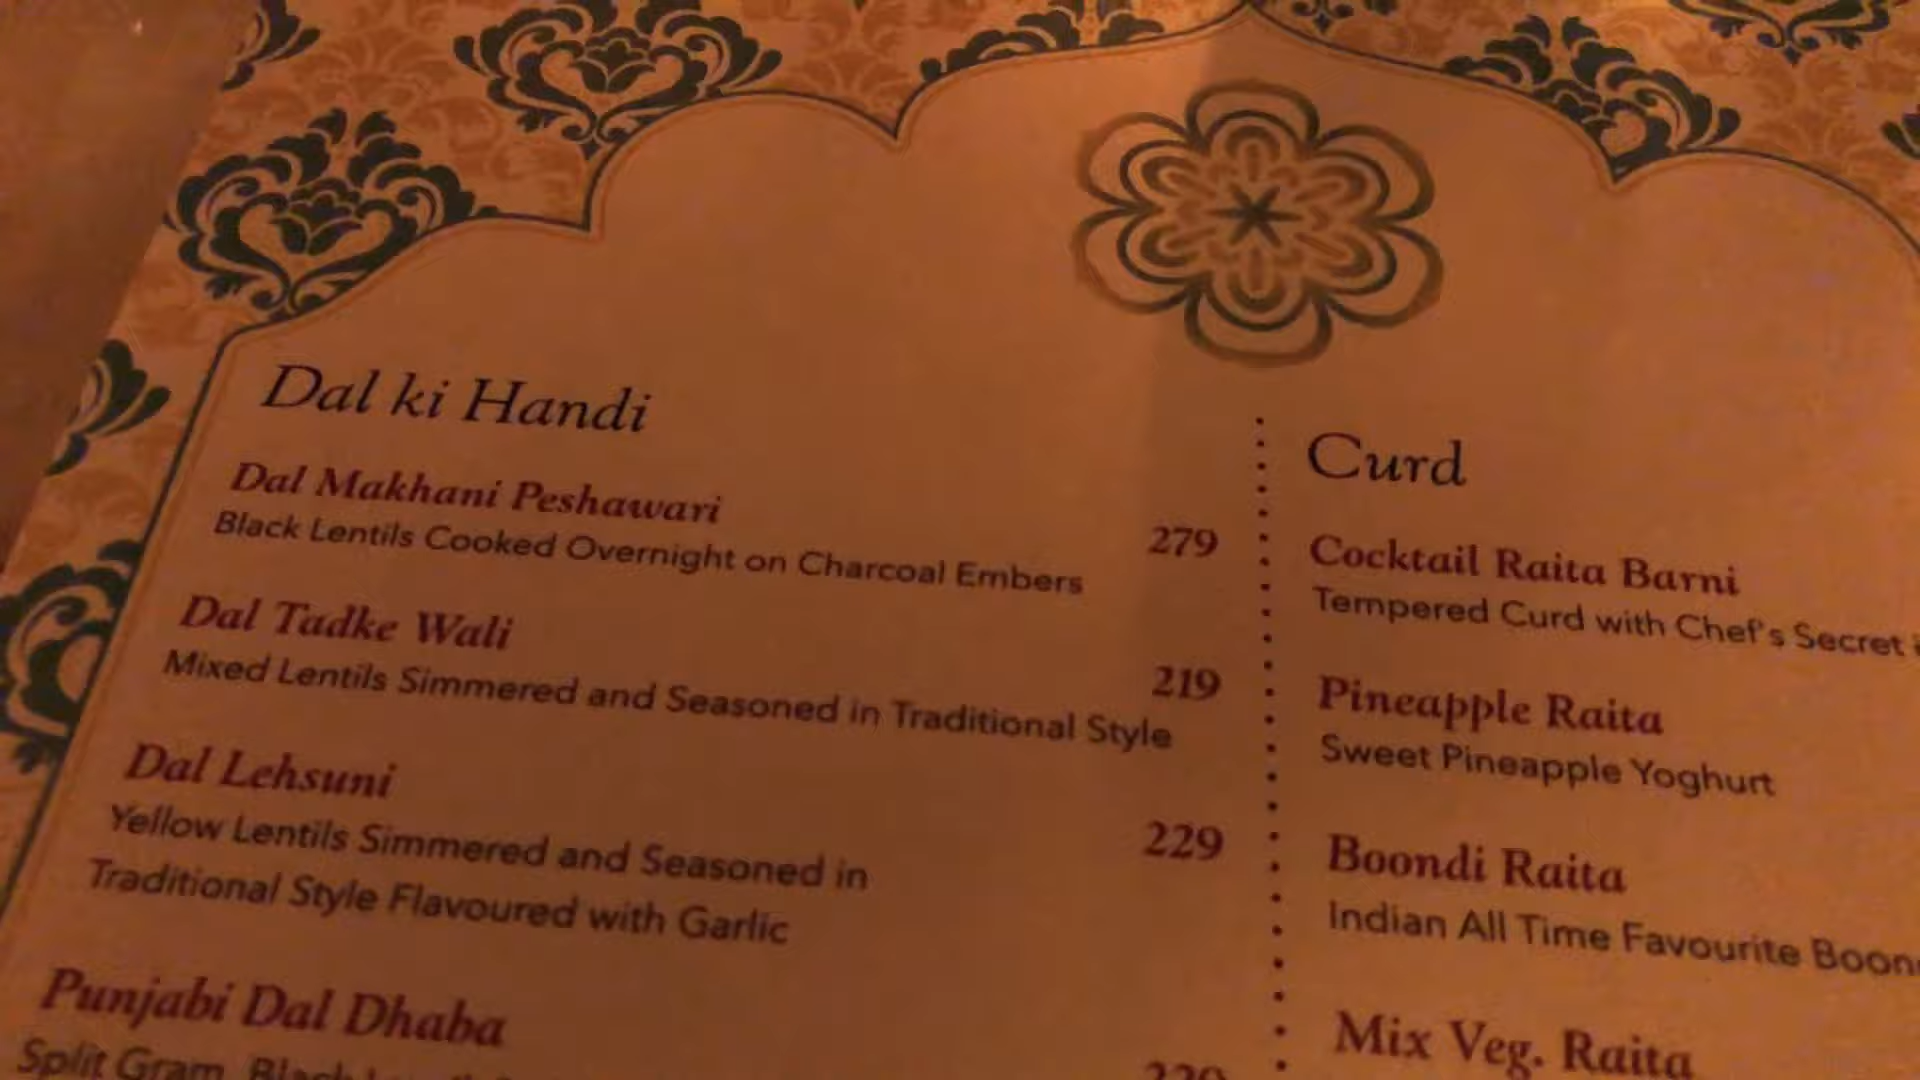 Dal ki Handi
Dal Makhani Peshawari
279
Black Lentils Cooked Overnight on Charcoal Embers
Dal Tadke Wali
219
Mixed Lentils Simmered and Seasoned in Traditional Style
Dal Lehsuni
229
Yellow Lentils Simmered and Seasoned in
Traditional Style Flavoured with Garlic
Punjabi Dal Dhaba
Split Gram, Black
Curd
Cocktail Raita Barni
Tempered Curd with Chef's Secret
Pineapple Raita
Sweet Pineapple Yoghurt
Boondi Raita
Indian All Time Favourite
Mix Veg. Raita